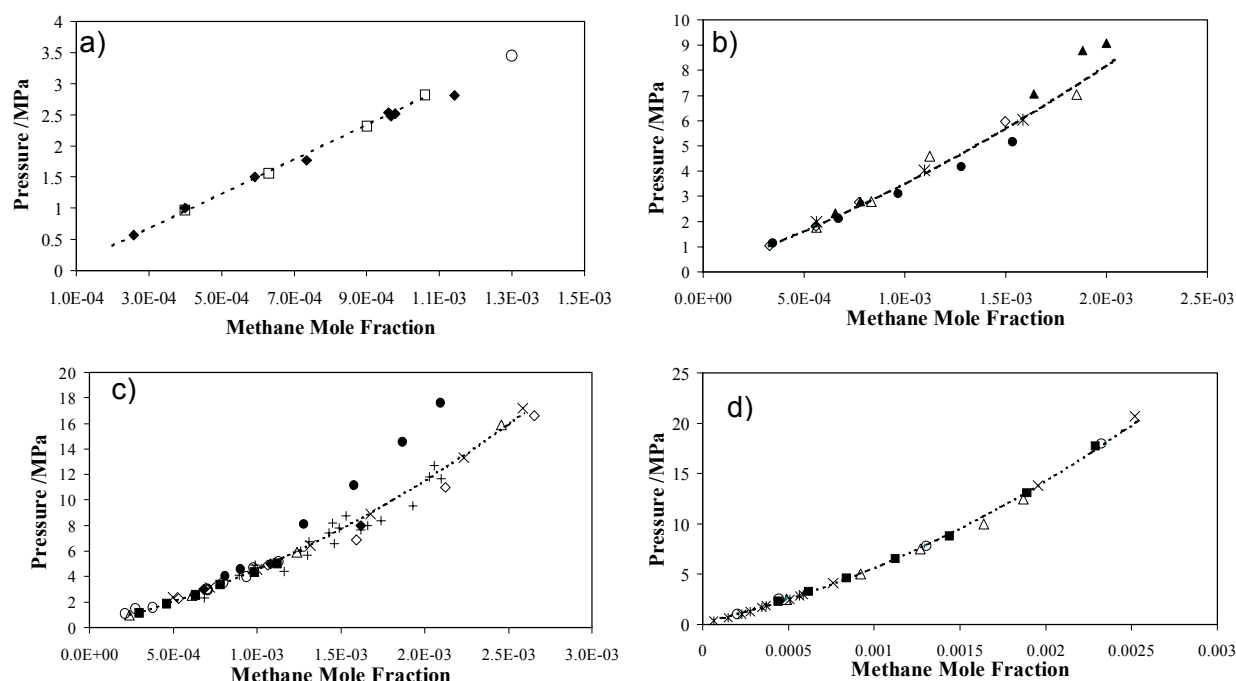 a)
4
3.5
3
2.5
2
1.5
1
0.5
0
Pressure /MPa
1.0E-04 3.0E-04 5.0E-04 7.0E-04 9.0E-04 1.1E-03 1.3E-03 1.5E-03
Methane Mole Fraction
b)
10
9
8
7
6
5
4
3
2
1
0
Pressure /MPa
0.0E+00 5.0E-04 1.0E-03 1.5E-03 2.0E-03 2.5E-03
Methane Mole Fraction
c)
20
18
16
14
12
10
8
6
4
2
0
Pressure /MPa
0.0E+00 5.0E-04 1.0E-03 1.5E-03 2.0E-03 2.5E-03 3.0E-03
Methane Mole Fraction
d)
25
20
15
10
5
0
Pressure /MPa
0 0.0005 0.001 0.0015 0.002 0.0025 0.003
Methane Mole Fraction